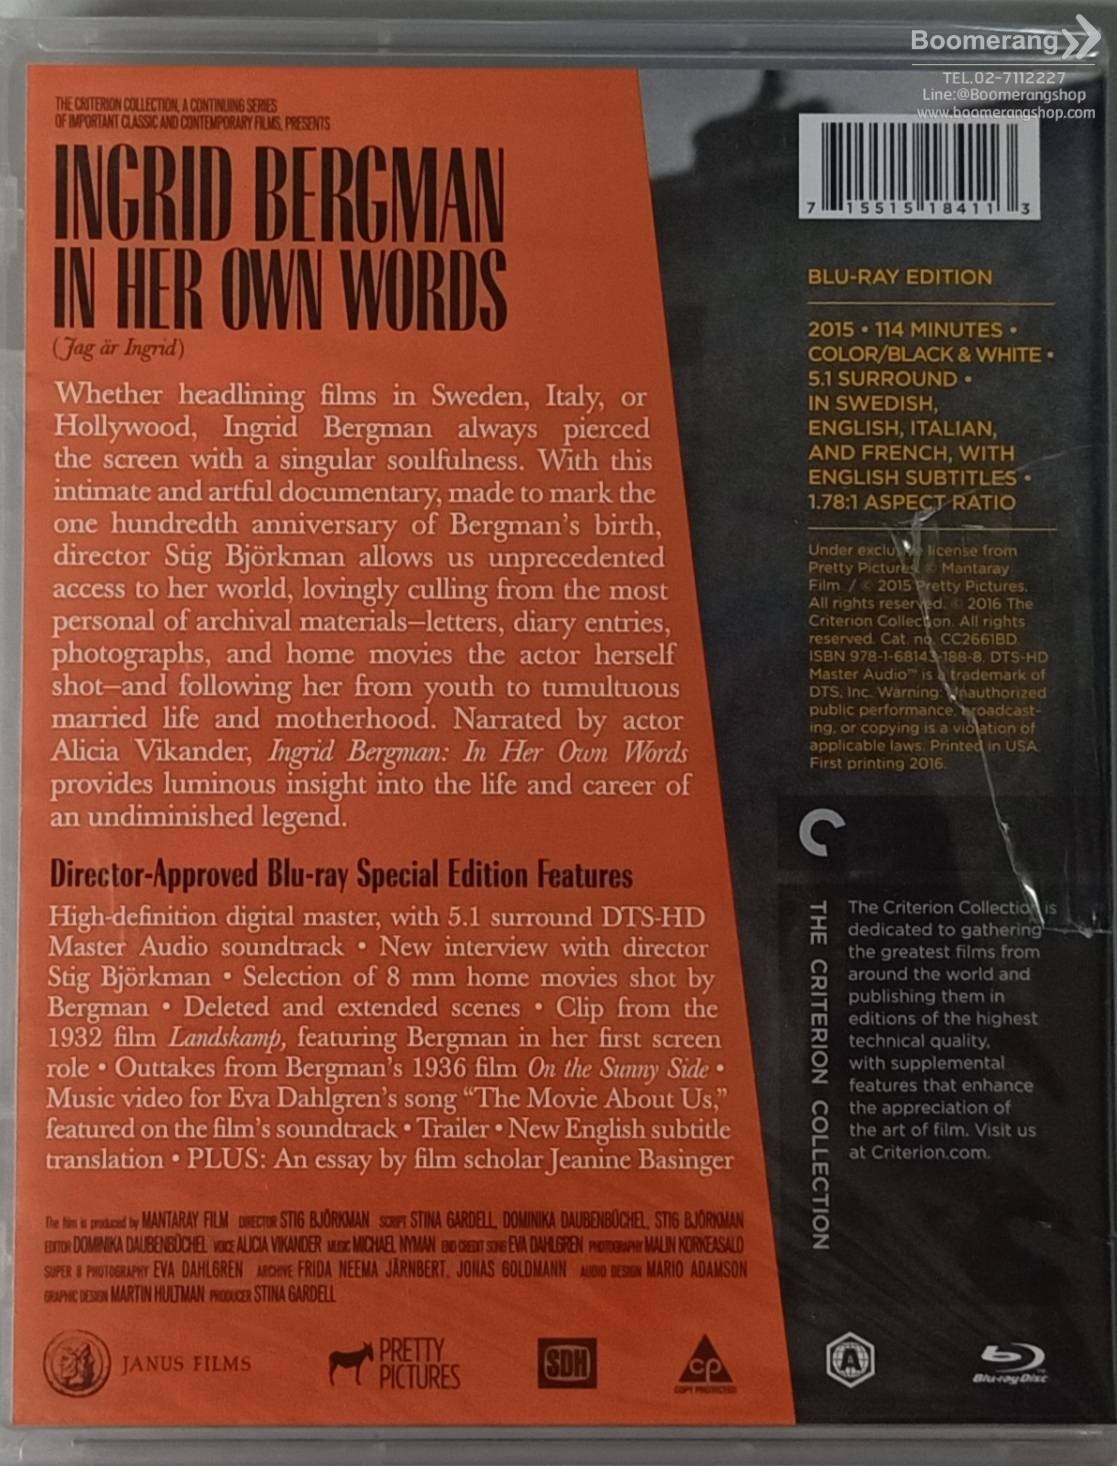 Boomerang
TEL.02-7112227
Line:@Boomerangshop
www.boomerangshop.com
THE CRITERION COLLECTION, A CONTINUING SERIES
OF IMPORTANT CLASSIC AND CONTEMPORARY FILMS, PRESENTS
INGRID BERGMAN
IN HER OWN WORDS
(Jag är Ingrid)
Whether headlining films in Sweden, Italy, or
Hollywood, Ingrid Bergman always pierced
the screen with a singular soulfulness. With this
intimate and artful documentary, made to mark the
one hundredth anniversary of Bergman's birth,
director Stig Björkman allows us unprecedented
access to her world, lovingly culling from the most
personal of archival materials—letters, diary entries,
photographs, and home movies the actor herself
shot—and following her from youth to tumultuous
married life and motherhood. Narrated by actor
Alicia Vikander, Ingrid Bergman: In Her Own Words
provides luminous insight into the life and career of
an undiminished legend.
Director-Approved Blu-ray Special Edition Features
High-definition digital master, with 5.1 surround DTS-HD
Master Audio soundtrack • New interview with director
Stig Björkman • Selection of 8 mm home movies shot by
Bergman • Deleted and extended scenes • Clip from the
1932 film Landskamp, featuring Bergman in her first screen
role • Outtakes from Bergman's 1936 film On the Sunny Side •
Music video for Eva Dahlgren's song “The Movie About Us,”
featured on the film's soundtrack • Trailer • New English subtitle
translation • PLUS: An essay by film scholar Jeanine Basinger
The film is produced by MANTARAY FILM DIRECTOR STIG BJÖRKMAN SCRIPT STINA GARDELL, DOMINIKA DAUBENBÜCHEL, STIG BJÖRKMAN
EDITOR DOMINIKA DAUBENBÜCHEL VOICE ALICIA VIKANDER MUSIC MICHAEL NYMAN END CREDIT SONG EVA DAHLGREN PHOTOGRAPHY MALIN KORKEASALO
SUPER 8 PHOTOGRAPHY EVA DAHLGREN ARCHIVE FRIDA NEEMA JÄRNBERT, JONAS GOLDMANN AUDIO DESIGN MARIO ADAMSON
GRAPHIC DESIGN MARTIN HULTMAN PRODUCER STINA GARDELL
JANUS FILMS
PRETTY
PICTURES
SDH
CP
COPY PROTECTED
7 15515 18411 3
BLU-RAY EDITION
2015 • 114 MINUTES •
COLOR/BLACK & WHITE •
5.1 SURROUND •
IN SWEDISH,
ENGLISH, ITALIAN,
AND FRENCH, WITH
ENGLISH SUBTITLES •
1.78:1 ASPECT RATIO
Under exclusive license from
Pretty Pictures. © Mantaray
Film / © 2015 Pretty Pictures.
All rights reserved. © 2016 The
Criterion Collection. All rights
reserved. Cat. no. CC2661BD.
ISBN 978-1-68143-188-8. DTS-HD
Master Audio™ is a trademark of
DTS, Inc. Warning: Unauthorized
public performance, broadcast-
ing, or copying is a violation of
applicable laws. Printed in USA.
First printing 2016.
THE CRITERION COLLECTION
The Criterion Collection is
dedicated to gathering
the greatest films from
around the world and
publishing them in
editions of the highest
technical quality,
with supplemental
features that enhance
the appreciation of
the art of film. Visit us
at Criterion.com.
A
Blu-ray Disc™